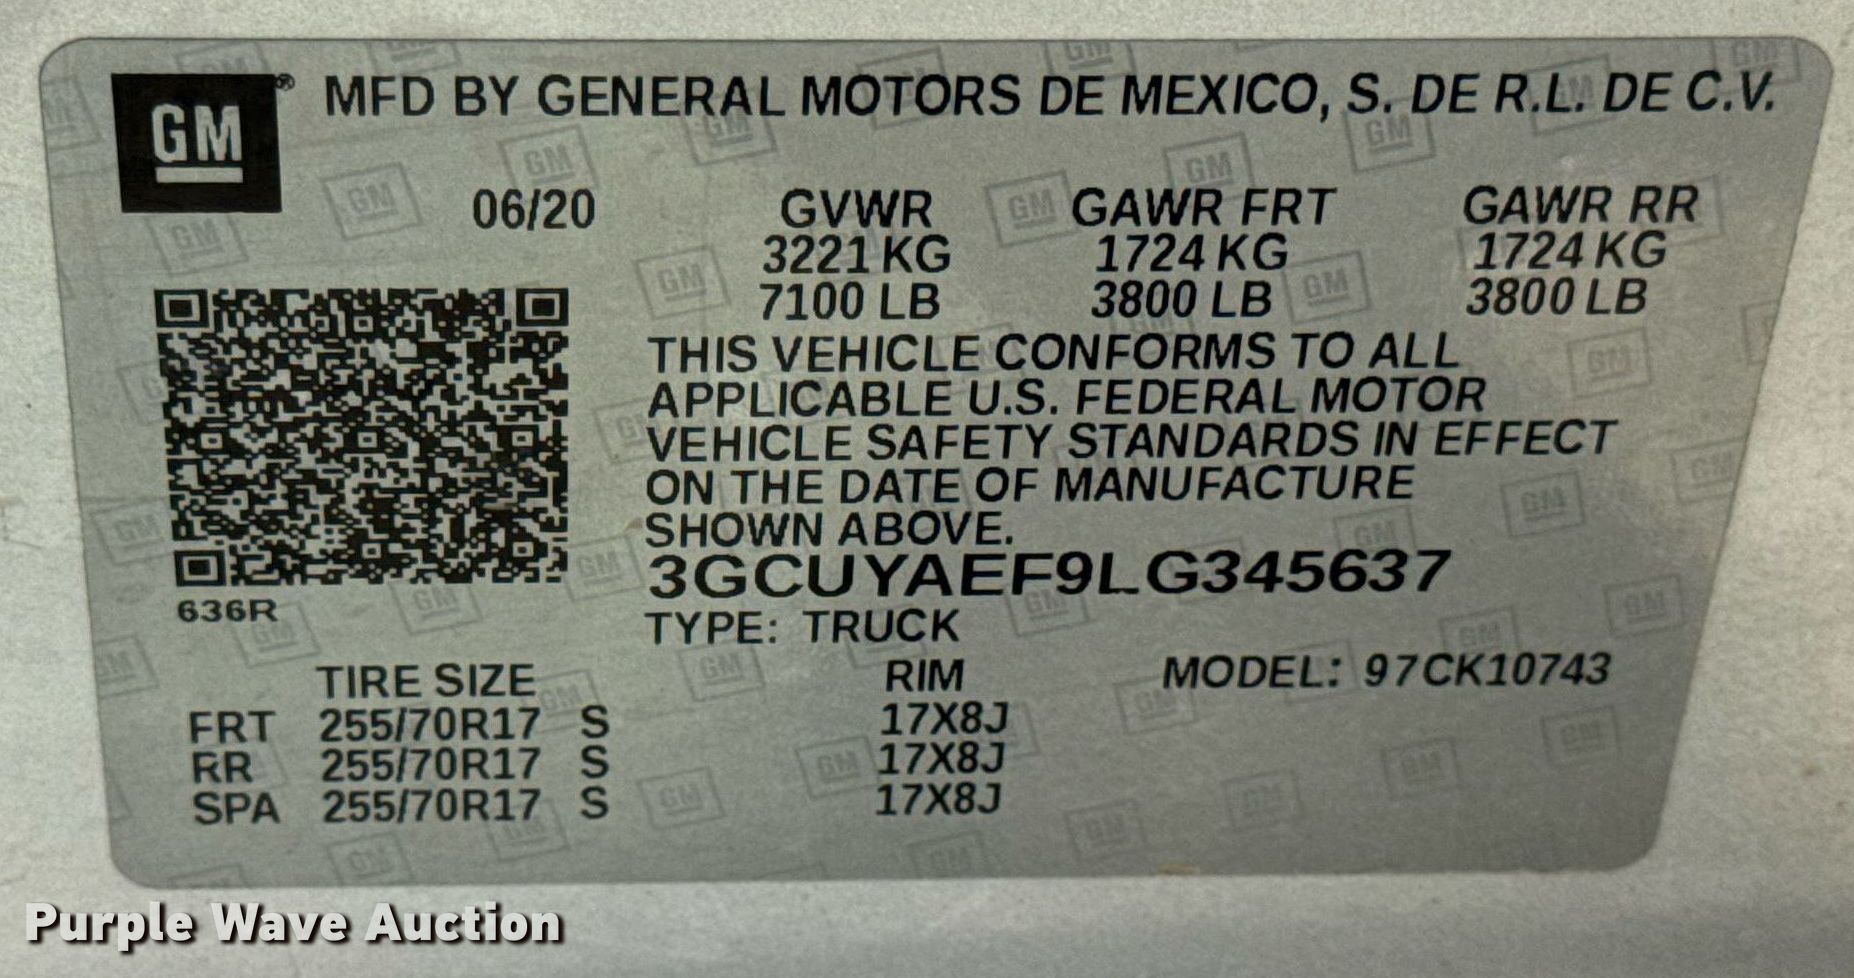 GM® MFD BY GENERAL MOTORS DE MEXICO, S. DE R.L. DE C.V.
06/20 GVWR GAWR FRT GAWR RR
3221 KG 1724 KG 1724 KG
7100 LB 3800 LB 3800 LB
THIS VEHICLE CONFORMS TO ALL
APPLICABLE U.S. FEDERAL MOTOR
VEHICLE SAFETY STANDARDS IN EFFECT
ON THE DATE OF MANUFACTURE
SHOWN ABOVE.
3GCUYAEF9LG345637
636R
TYPE: TRUCK
TIRE SIZE RIM MODEL: 97CK10743
FRT 255/70R17 S 17X8J
RR 255/70R17 S 17X8J
SPA 255/70R17 S 17X8J
Purple Wave Auction